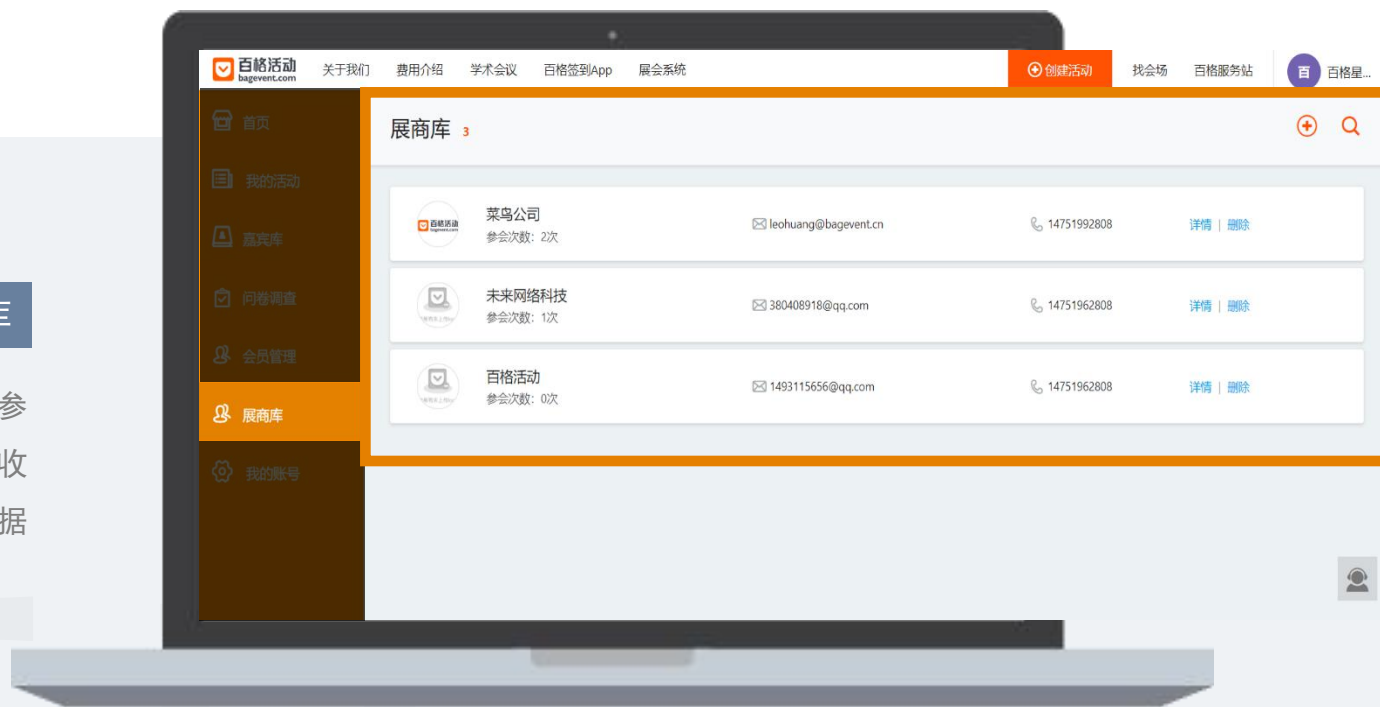 百格活动
bagevent.com
关于我们 费用介绍 学术会议 百格签到App 展会系统
创建活动 找会场 百格服务站
百 百格星...
首页
我的活动
嘉宾库
问卷调查
会员管理
展商库
我的账号
展商库 3
菜鸟公司
参会次数：2次
leohuang@bagevent.cn
14751992808
详情 | 删除
未来网络科技
参会次数：1次
380408918@qq.com
14751962808
详情 | 删除
百格活动
参会次数：0次
1493115656@qq.com
14751962808
详情 | 删除
百格活动
参
收
据